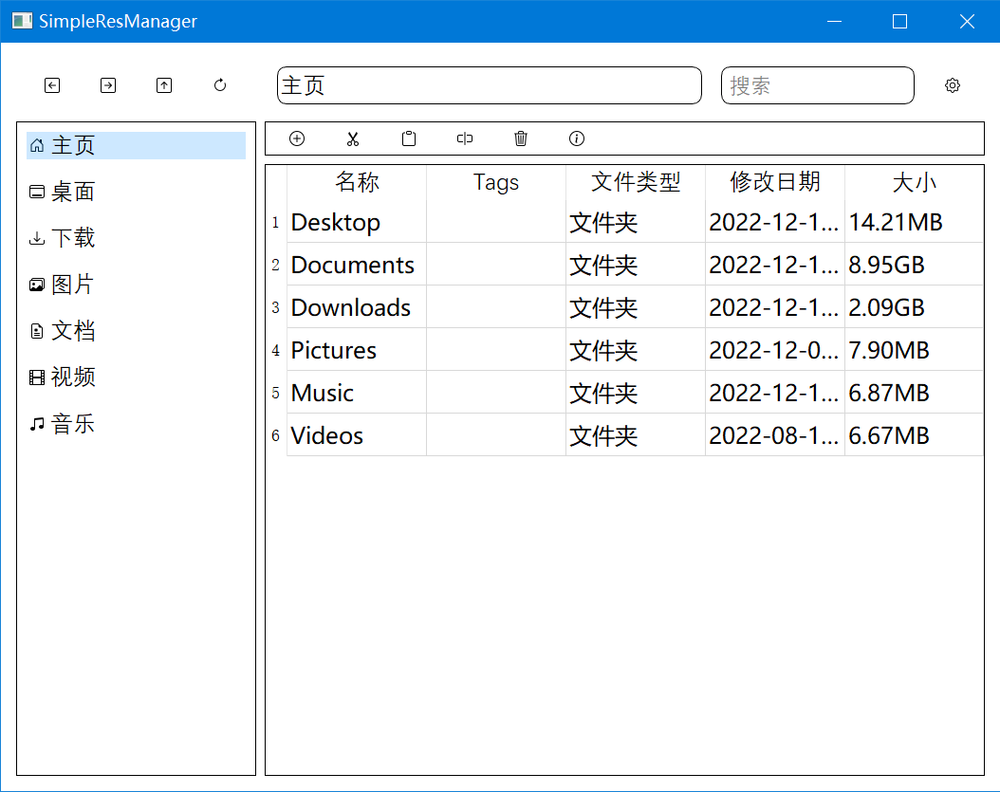 SimpleResManager
主页 搜索
主页
桌面
下载
图片
文档
视频
音乐
名称 Tags 文件类型 修改日期 大小
1 Desktop 文件夹 2022-12-1... 14.21MB
2 Documents 文件夹 2022-12-1... 8.95GB
3 Downloads 文件夹 2022-12-1... 2.09GB
4 Pictures 文件夹 2022-12-0... 7.90MB
5 Music 文件夹 2022-12-1... 6.87MB
6 Videos 文件夹 2022-08-1... 6.67MB